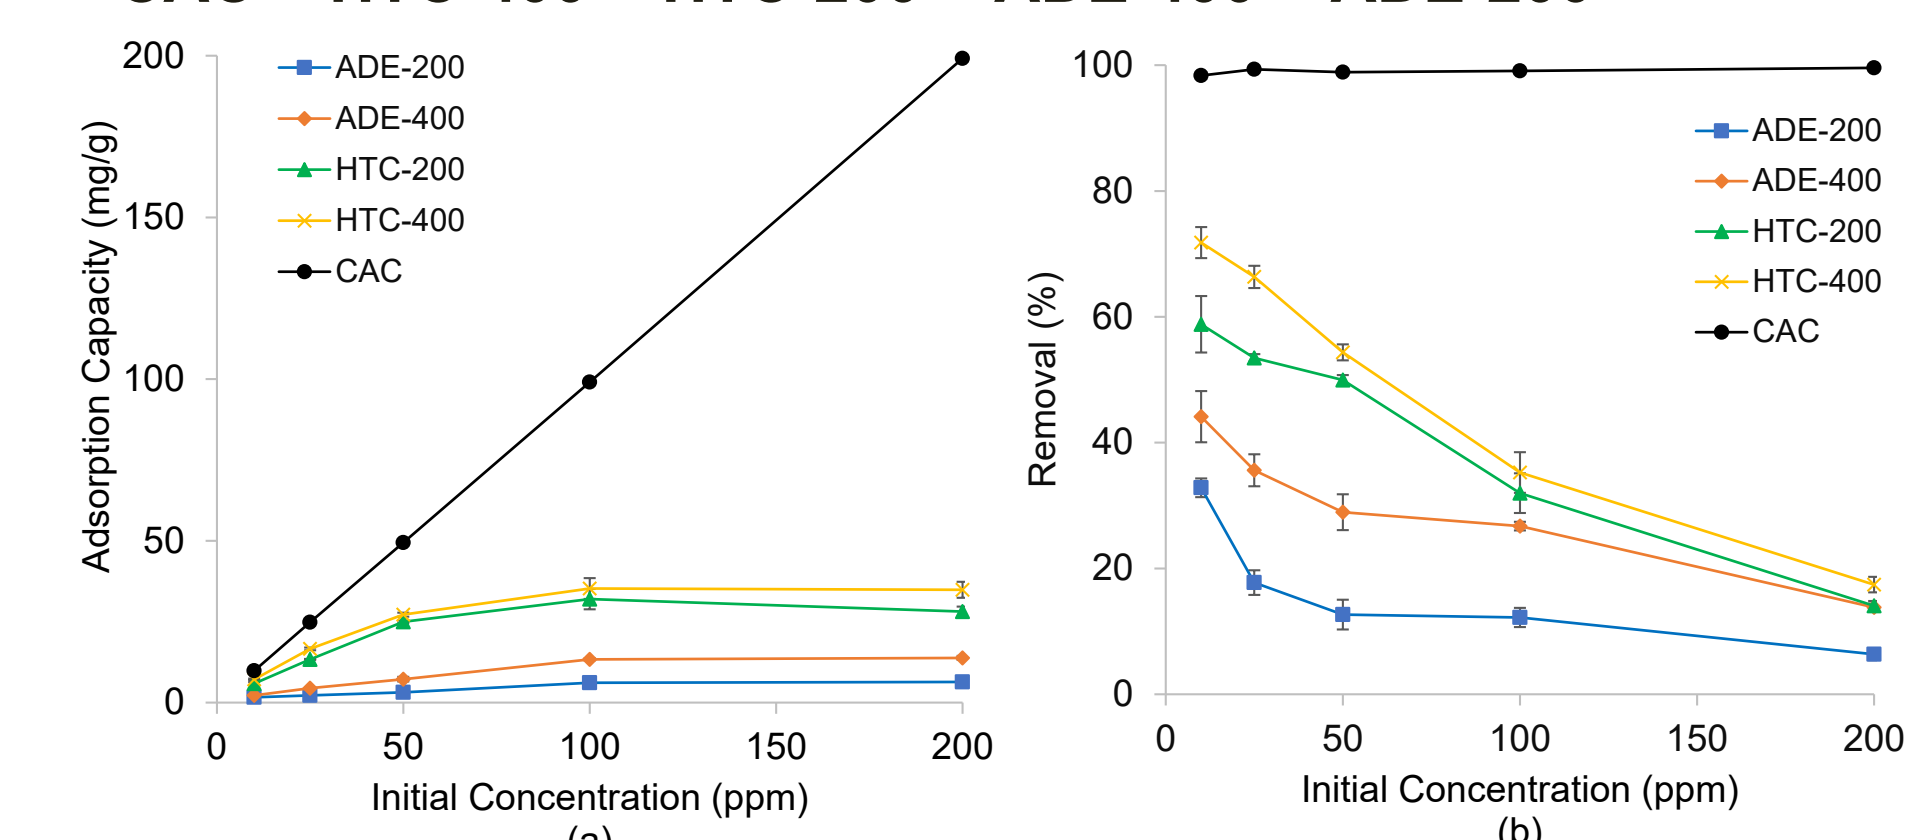 200
150
100
50
0
0 50 100 150 200
Adsorption Capacity (mg/g)
Initial Concentration (ppm)
ADE-200
ADE-400
HTC-200
HTC-400
CAC
(a)
100
80
60
40
20
0
0 50 100 150 200
Removal (%)
Initial Concentration (ppm)
ADE-200
ADE-400
HTC-200
HTC-400
CAC
(b)